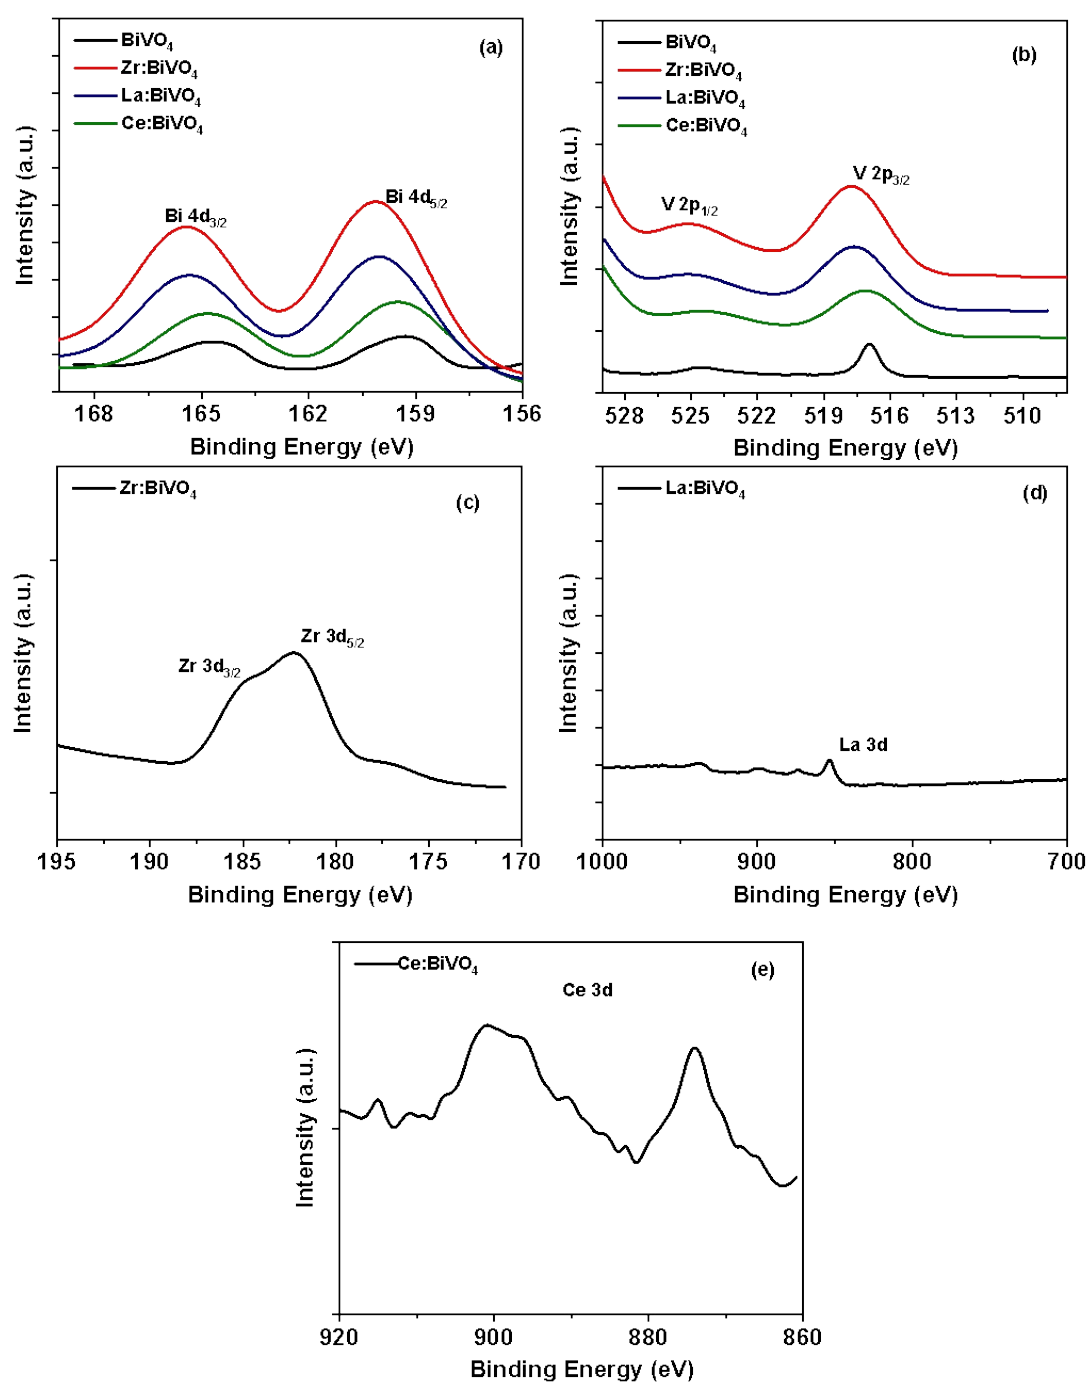 (a)
BiVO₄
Zr:BiVO₄
La:BiVO₄
Ce:BiVO₄
Bi 4d₃/₂
Bi 4d₅/₂
Intensity (a.u.)
168 165 162 159 156
Binding Energy (eV)
(b)
BiVO₄
Zr:BiVO₄
La:BiVO₄
Ce:BiVO₄
V 2p₁/₂
V 2p₃/₂
Intensity (a.u.)
528 525 522 519 516 513 510
Binding Energy (eV)
Zr:BiVO₄
(c)
Zr 3d₃/₂
Zr 3d₅/₂
Intensity (a.u.)
195 190 185 180 175 170
Binding Energy (eV)
La:BiVO₄
(d)
La 3d
Intensity (a.u.)
1000 900 800 700
Binding Energy (eV)
Ce:BiVO₄
(e)
Ce 3d
Intensity (a.u.)
920 900 880 860
Binding Energy (eV)